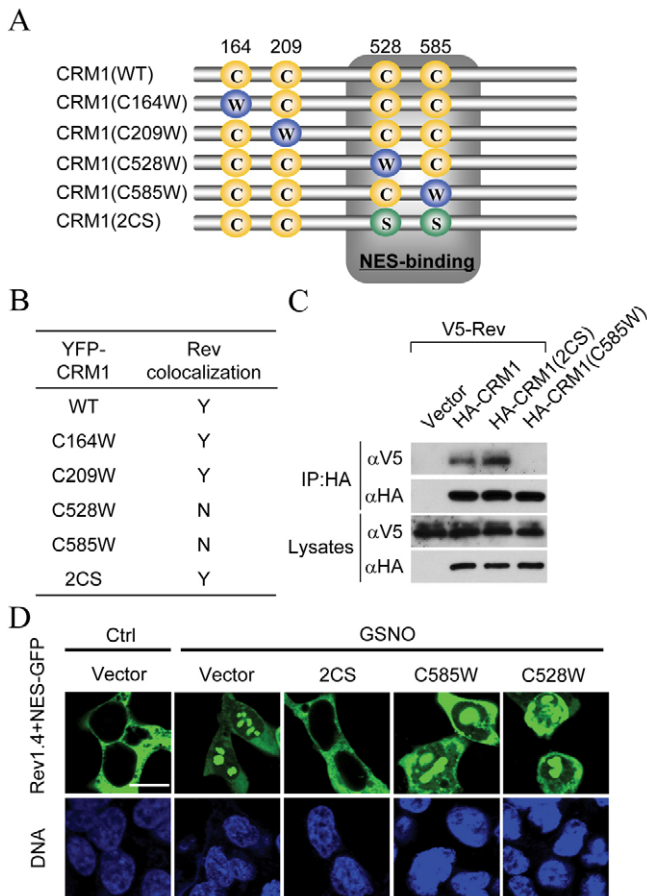 A
164 209 528 585
CRM1(WT) C C C C
CRM1(C164W) W C C C
CRM1(C209W) C W C C
CRM1(C528W) C C W C
CRM1(C585W) C C C W
CRM1(2CS) C C S S
NES-binding
B
YFP-CRM1 Rev colocalization
WT Y
C164W Y
C209W Y
C528W N
C585W N
2CS Y
C
V5-Rev
Vector HA-CRM1 HA-CRM1(2CS) HA-CRM1(C585W)
IP:HA
αV5
αHA
Lysates
αV5
αHA
D
Ctrl GSNO
Vector Vector 2CS C585W C528W
Rev1.4+NES-GFP
DNA